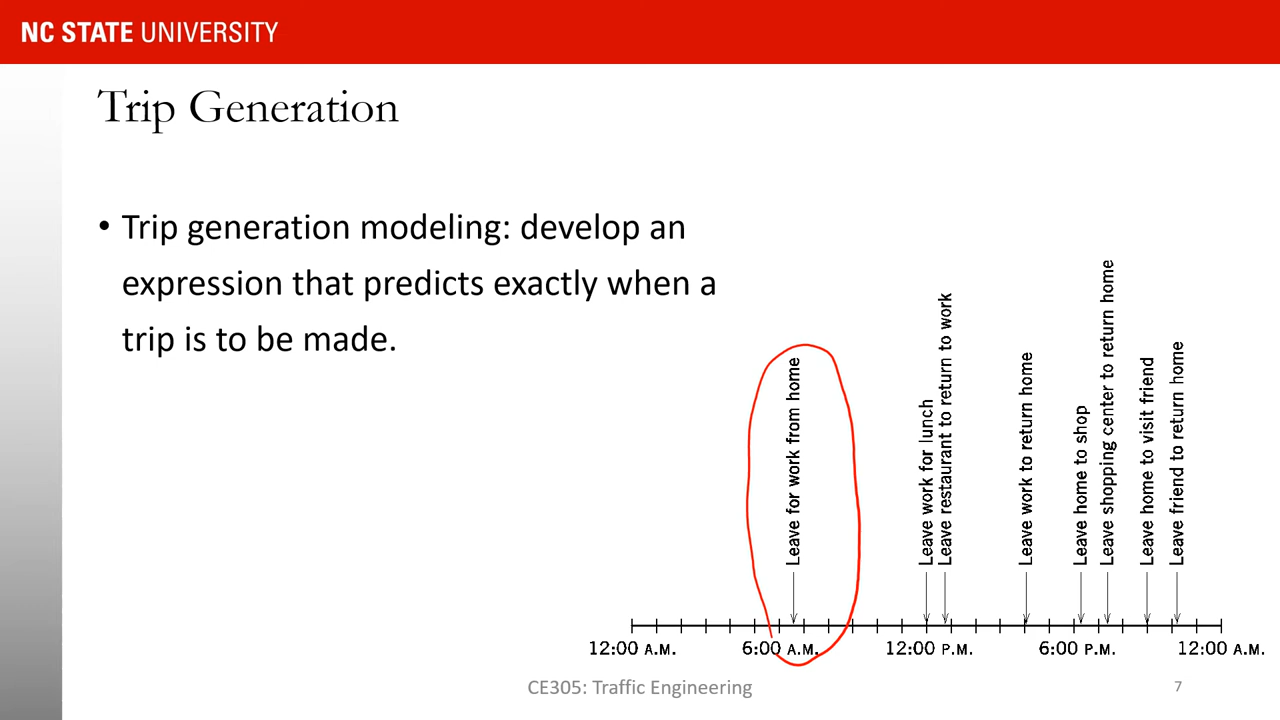 NC STATE UNIVERSITY
Trip Generation
• Trip generation modeling: develop an
expression that predicts exactly when a
trip is to be made.
Leave for work from home
Leave work for lunch
Leave restaurant to return to work
Leave work to return home
Leave home to shop
Leave shopping center to return home
Leave home to visit friend
Leave friend to return home
12:00 A.M. 6:00 A.M. 12:00 P.M. 6:00 P.M. 12:00 A.M.
CE305: Traffic Engineering 7